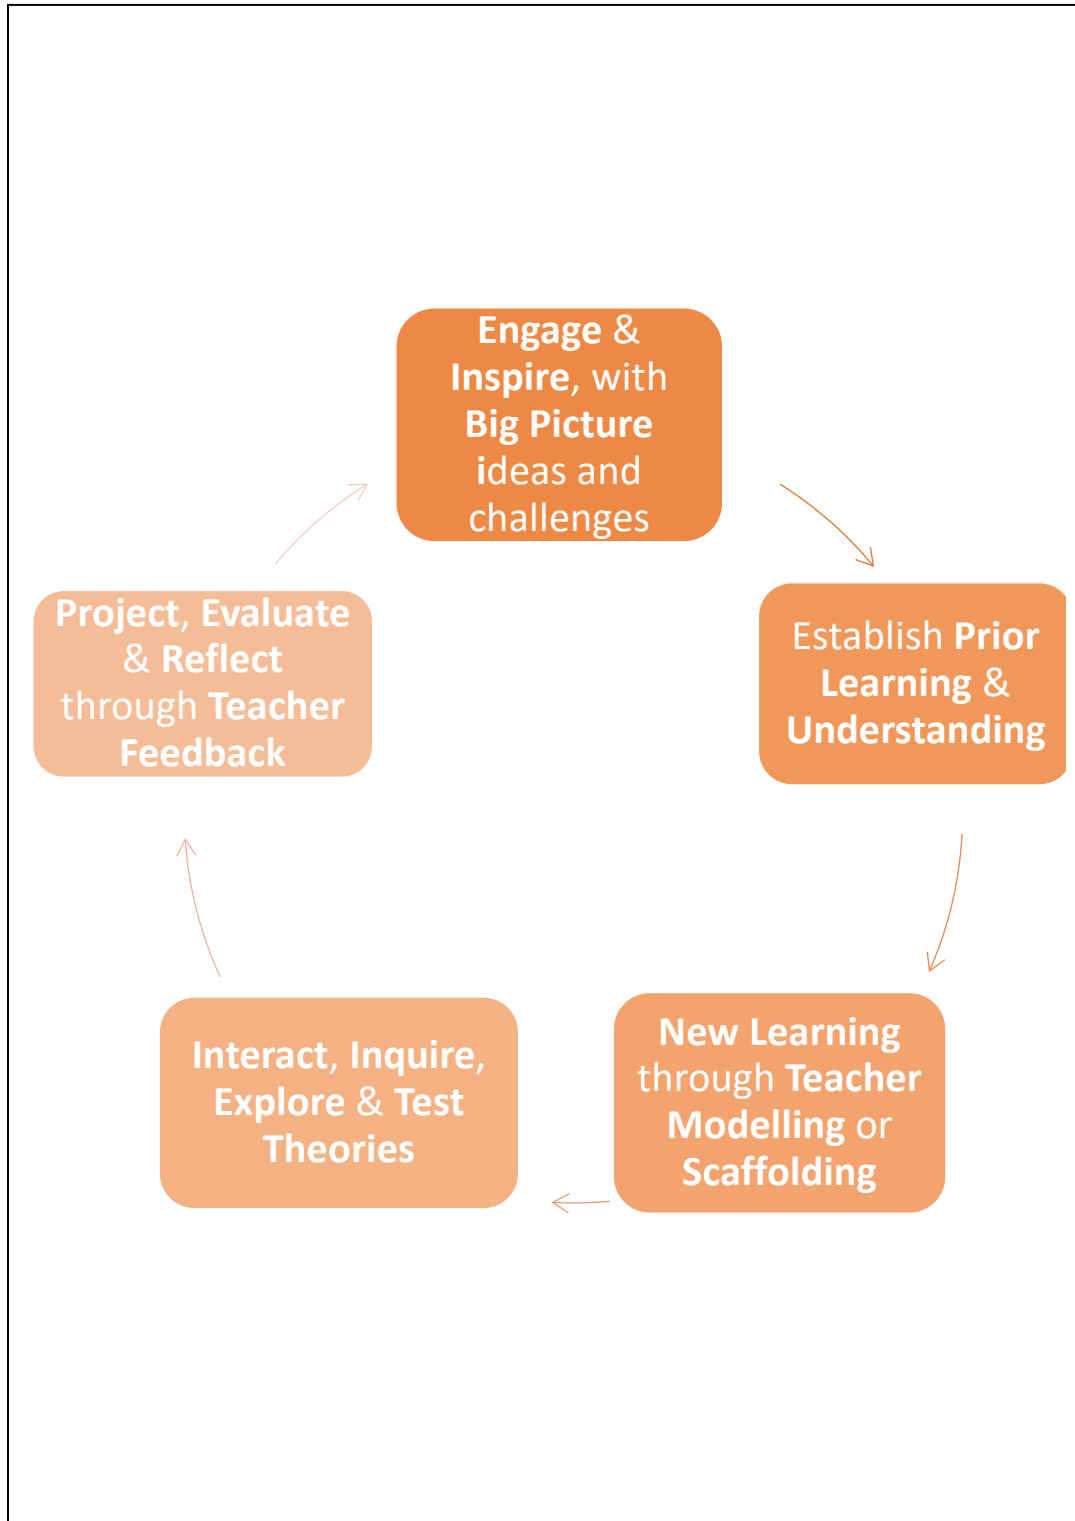 Engage &
Inspire, with
Big Picture
ideas and
challenges
Establish Prior
Learning &
Understanding
New Learning
through Teacher
Modelling or
Scaffolding
Interact, Inquire,
Explore & Test
Theories
Project, Evaluate
& Reflect
through Teacher
Feedback